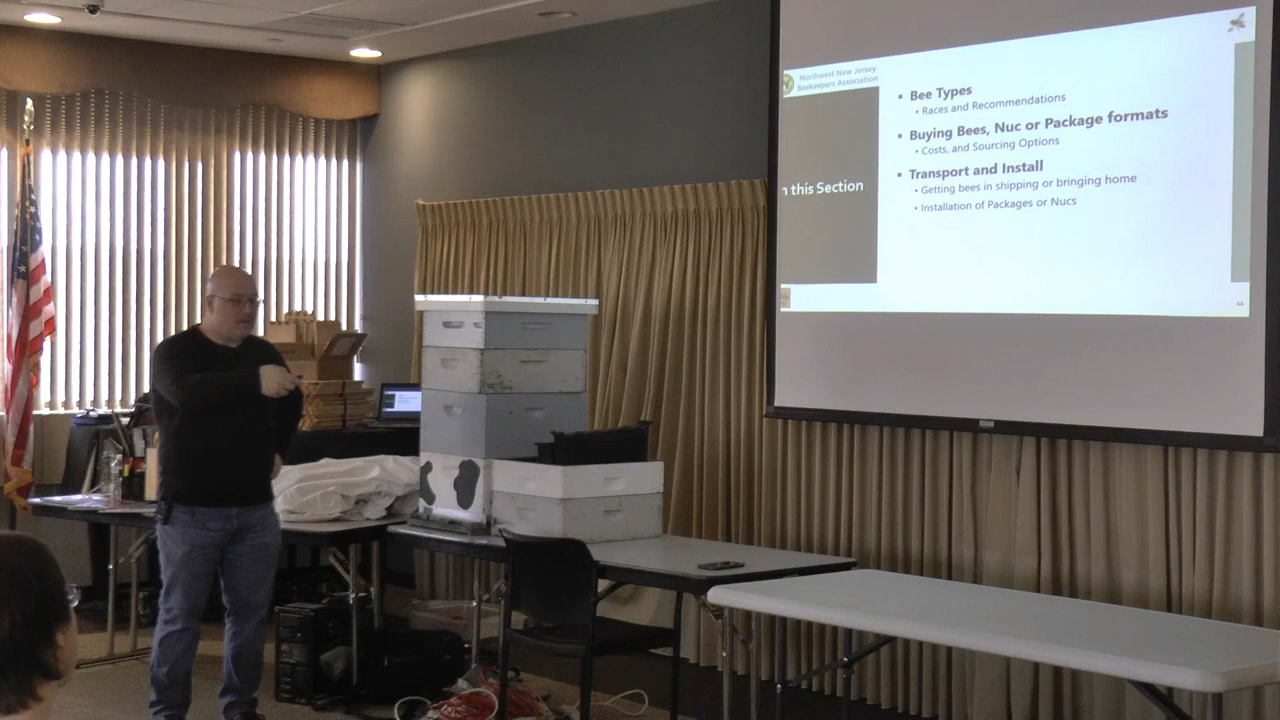 Northwest New Jersey
Beekeepers Association
n this Section
▪ Bee Types
• Races and Recommendations
▪ Buying Bees, Nuc or Package formats
• Costs, and Sourcing Options
▪ Transport and Install
• Getting bees in shipping or bringing home
• Installation of Packages or Nucs